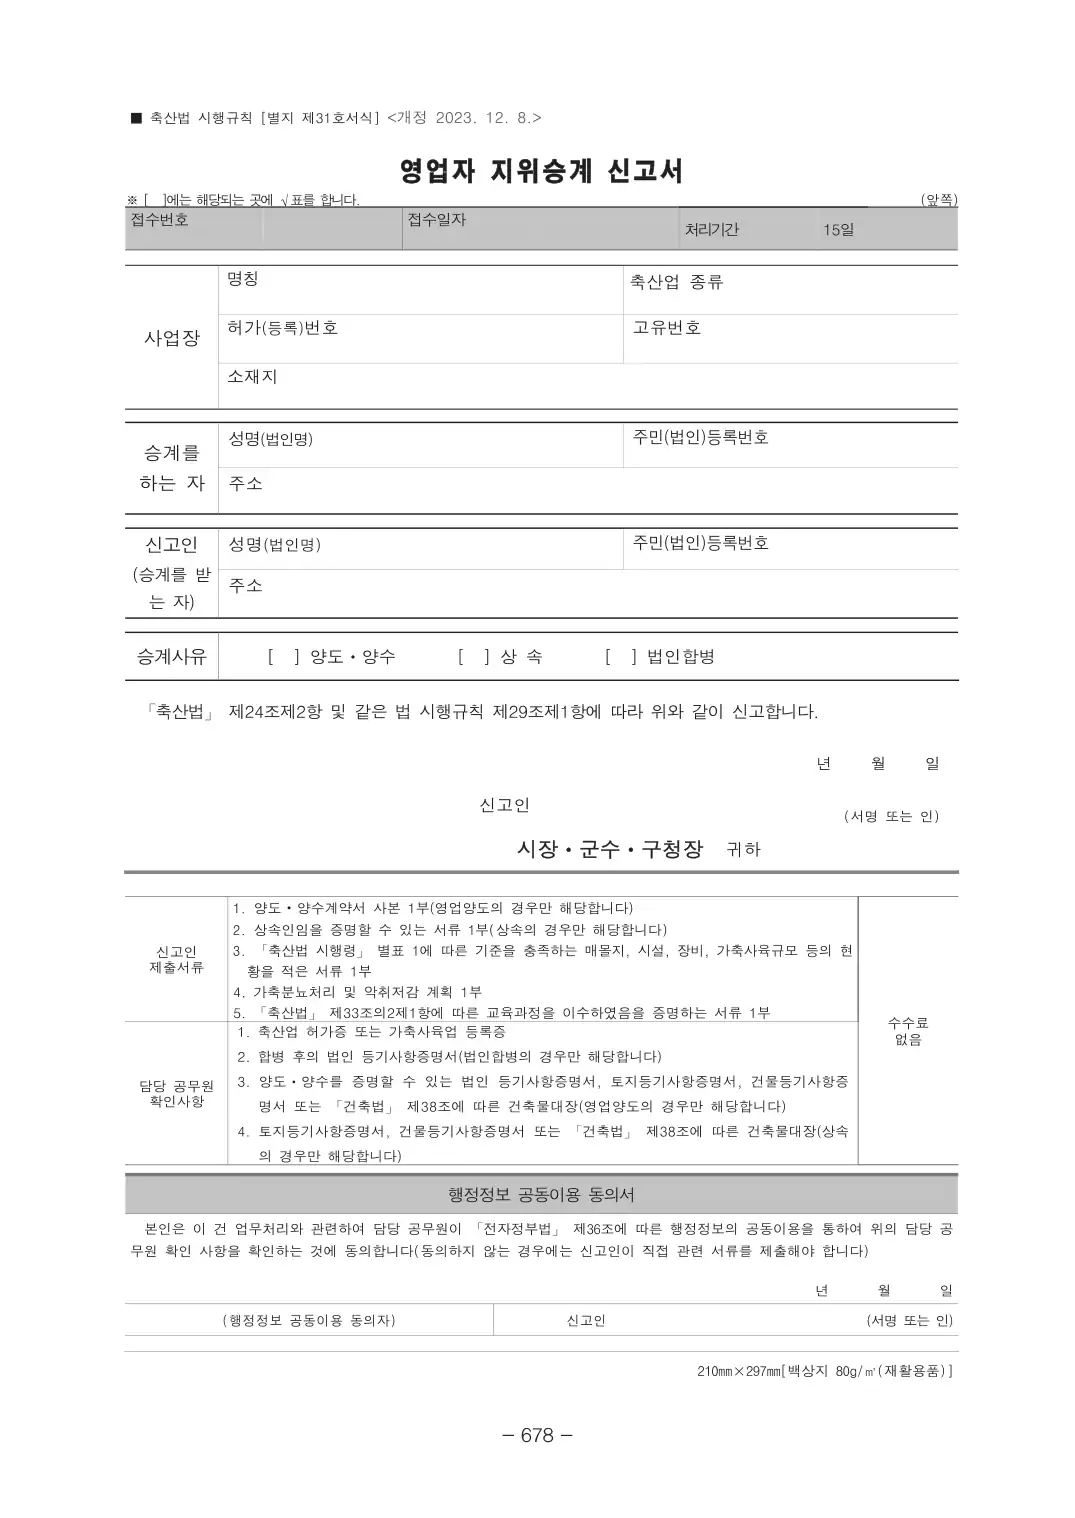 ■ 축산법 시행규칙 [별지 제31호서식] <개정 2023. 12. 8.>
영업자 지위승계 신고서
※ [ ]에는 해당되는 곳에 √표를 합니다. (앞쪽)
접수번호 접수일자 처리기간 15일
사업장
명칭 축산업 종류
허가(등록)번호 고유번호
소재지
승계를
하는 자
성명(법인명) 주민(법인)등록번호
주소
신고인
(승계를 받
는 자)
성명(법인명) 주민(법인)등록번호
주소
승계사유 [ ] 양도·양수 [ ] 상 속 [ ] 법인합병
「축산법」 제24조제2항 및 같은 법 시행규칙 제29조제1항에 따라 위와 같이 신고합니다.
년 월 일
신고인 (서명 또는 인)
시장·군수·구청장 귀하
신고인
제출서류
1. 양도·양수계약서 사본 1부(영업양도의 경우만 해당합니다)
2. 상속인임을 증명할 수 있는 서류 1부(상속의 경우만 해당합니다)
3. 「축산법 시행령」 별표 1에 따른 기준을 충족하는 매몰지, 시설, 장비, 가축사육규모 등의 현
황을 적은 서류 1부
4. 가축분뇨처리 및 악취저감 계획 1부
5. 「축산법」 제33조의2제1항에 따른 교육과정을 이수하였음을 증명하는 서류 1부
수수료
없음
담당 공무원
확인사항
1. 축산업 허가증 또는 가축사육업 등록증
2. 합병 후의 법인 등기사항증명서(법인합병의 경우만 해당합니다)
3. 양도·양수를 증명할 수 있는 법인 등기사항증명서, 토지등기사항증명서, 건물등기사항증
명서 또는 「건축법」 제38조에 따른 건축물대장(영업양도의 경우만 해당합니다)
4. 토지등기사항증명서, 건물등기사항증명서 또는 「건축법」 제38조에 따른 건축물대장(상속
의 경우만 해당합니다)
행정정보 공동이용 동의서
본인은 이 건 업무처리와 관련하여 담당 공무원이 「전자정부법」 제36조에 따른 행정정보의 공동이용을 통하여 위의 담당 공
무원 확인 사항을 확인하는 것에 동의합니다(동의하지 않는 경우에는 신고인이 직접 관련 서류를 제출해야 합니다)
년 월 일
(행정정보 공동이용 동의자) 신고인 (서명 또는 인)
210㎜×297㎜[백상지 80g/㎡(재활용품)]
- 678 -